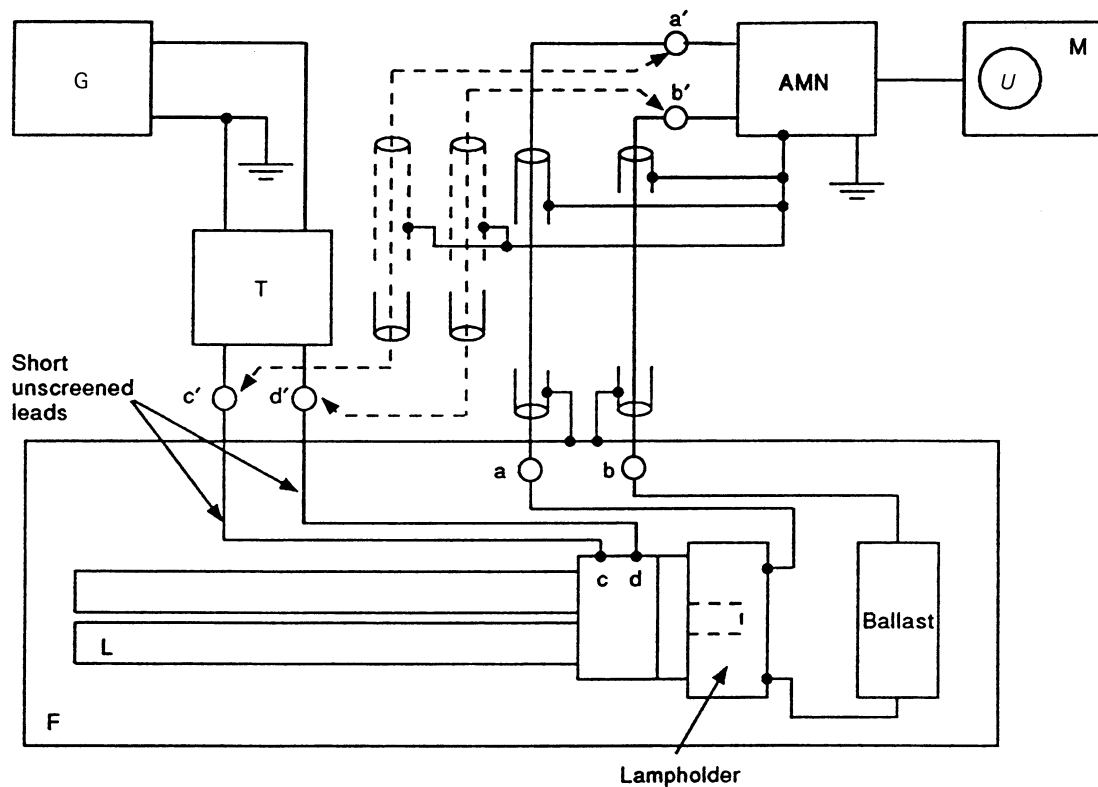 a′
G
b′
AMN
U
M
T
Short
unscreened
leads
c′
d′
a
b
c
d
L
Ballast
F
Lampholder